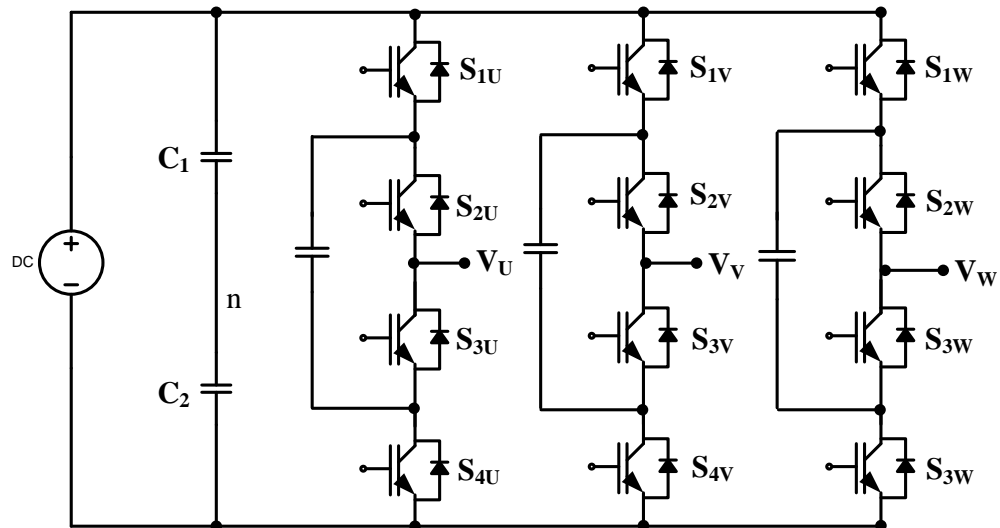 S1U
S1V
S1W
C1
S2U
S2V
S2W
+
DC
−
VU
VV
VW
n
S3U
S3V
S3W
C2
S4U
S4V
S3W